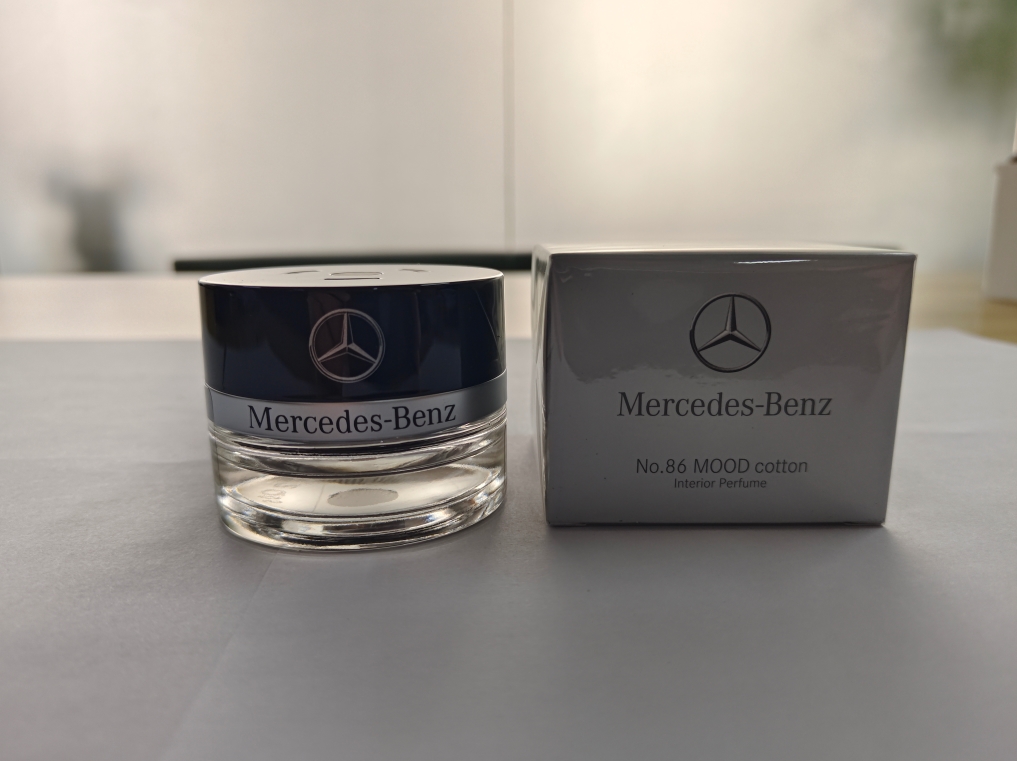 Mercedes-Benz
Mercedes-Benz
No.86 MOOD cotton
Interior Perfume